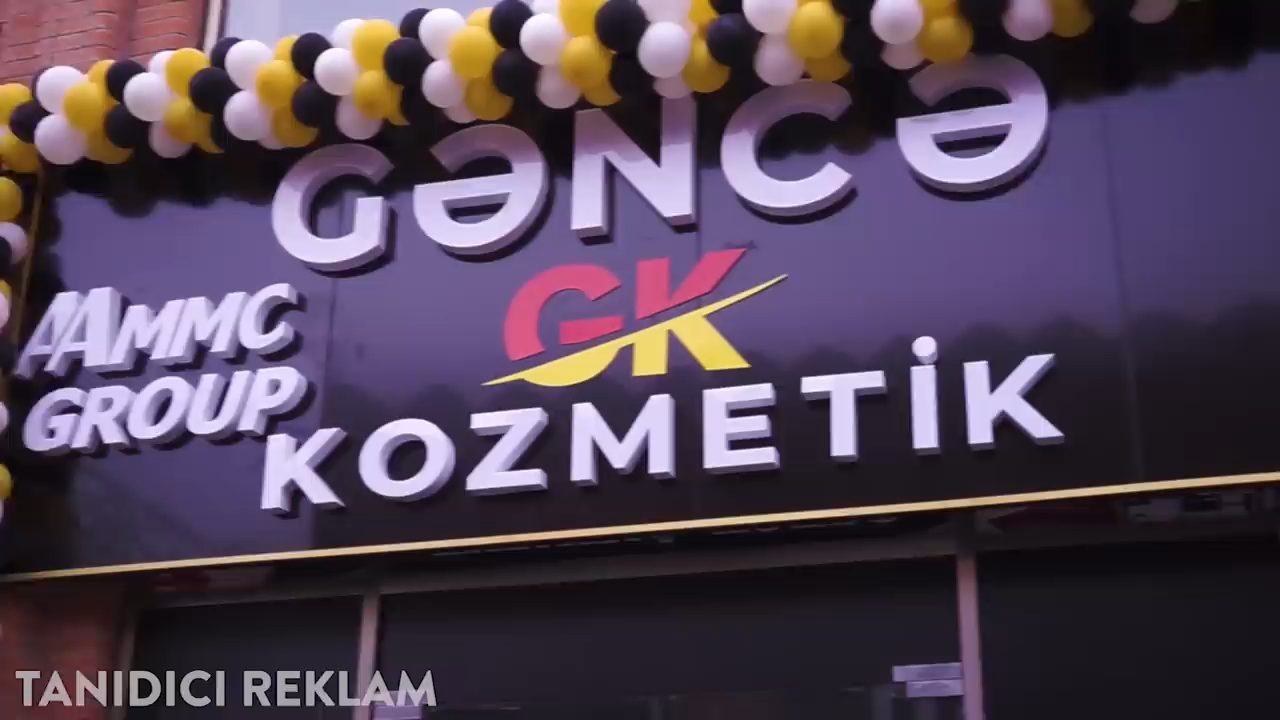 GƏNCƏ
GK
AAMMC
GROUP
KOZMETİK
TANIDICI REKLAM